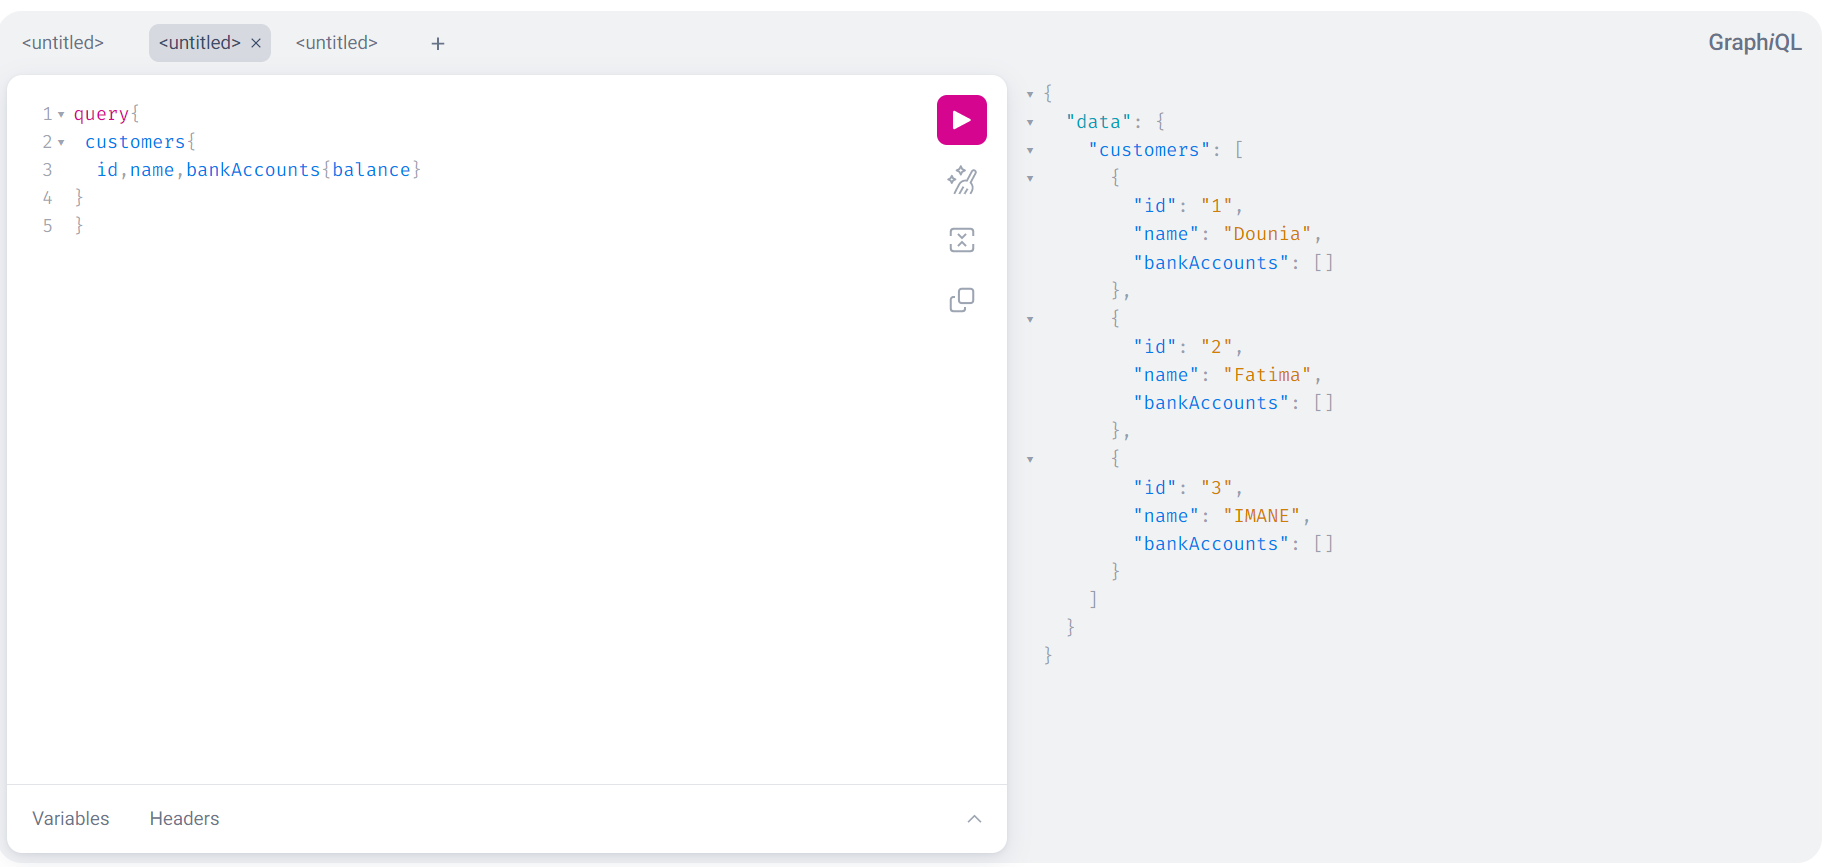 <untitled> <untitled> × <untitled> +
GraphiQL
1 query{
2 customers{
3 id,name,bankAccounts{balance}
4 }
5 }
Variables Headers
{
"data": {
"customers": [
{
"id": "1",
"name": "Dounia",
"bankAccounts": []
},
{
"id": "2",
"name": "Fatima",
"bankAccounts": []
},
{
"id": "3",
"name": "IMANE",
"bankAccounts": []
}
]
}
}